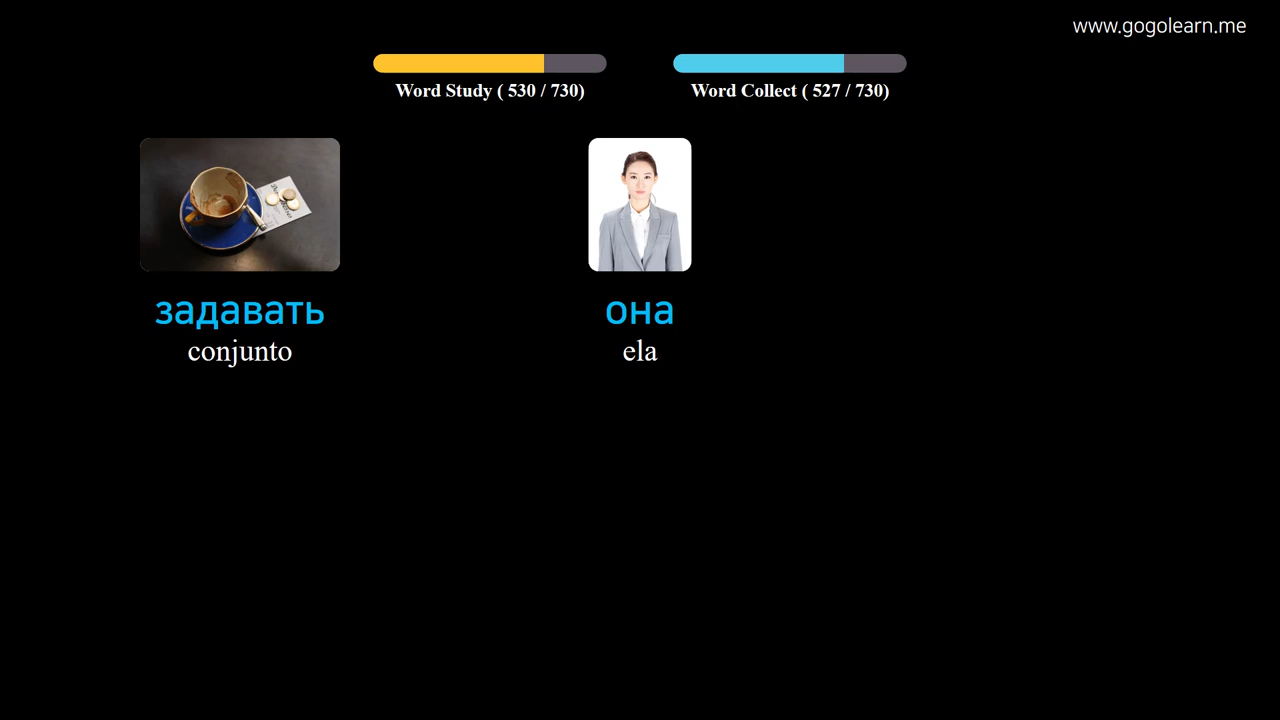 www.gogolearn.me
Word Study ( 530 / 730)
Word Collect ( 527 / 730)
задавать
conjunto
она
ela